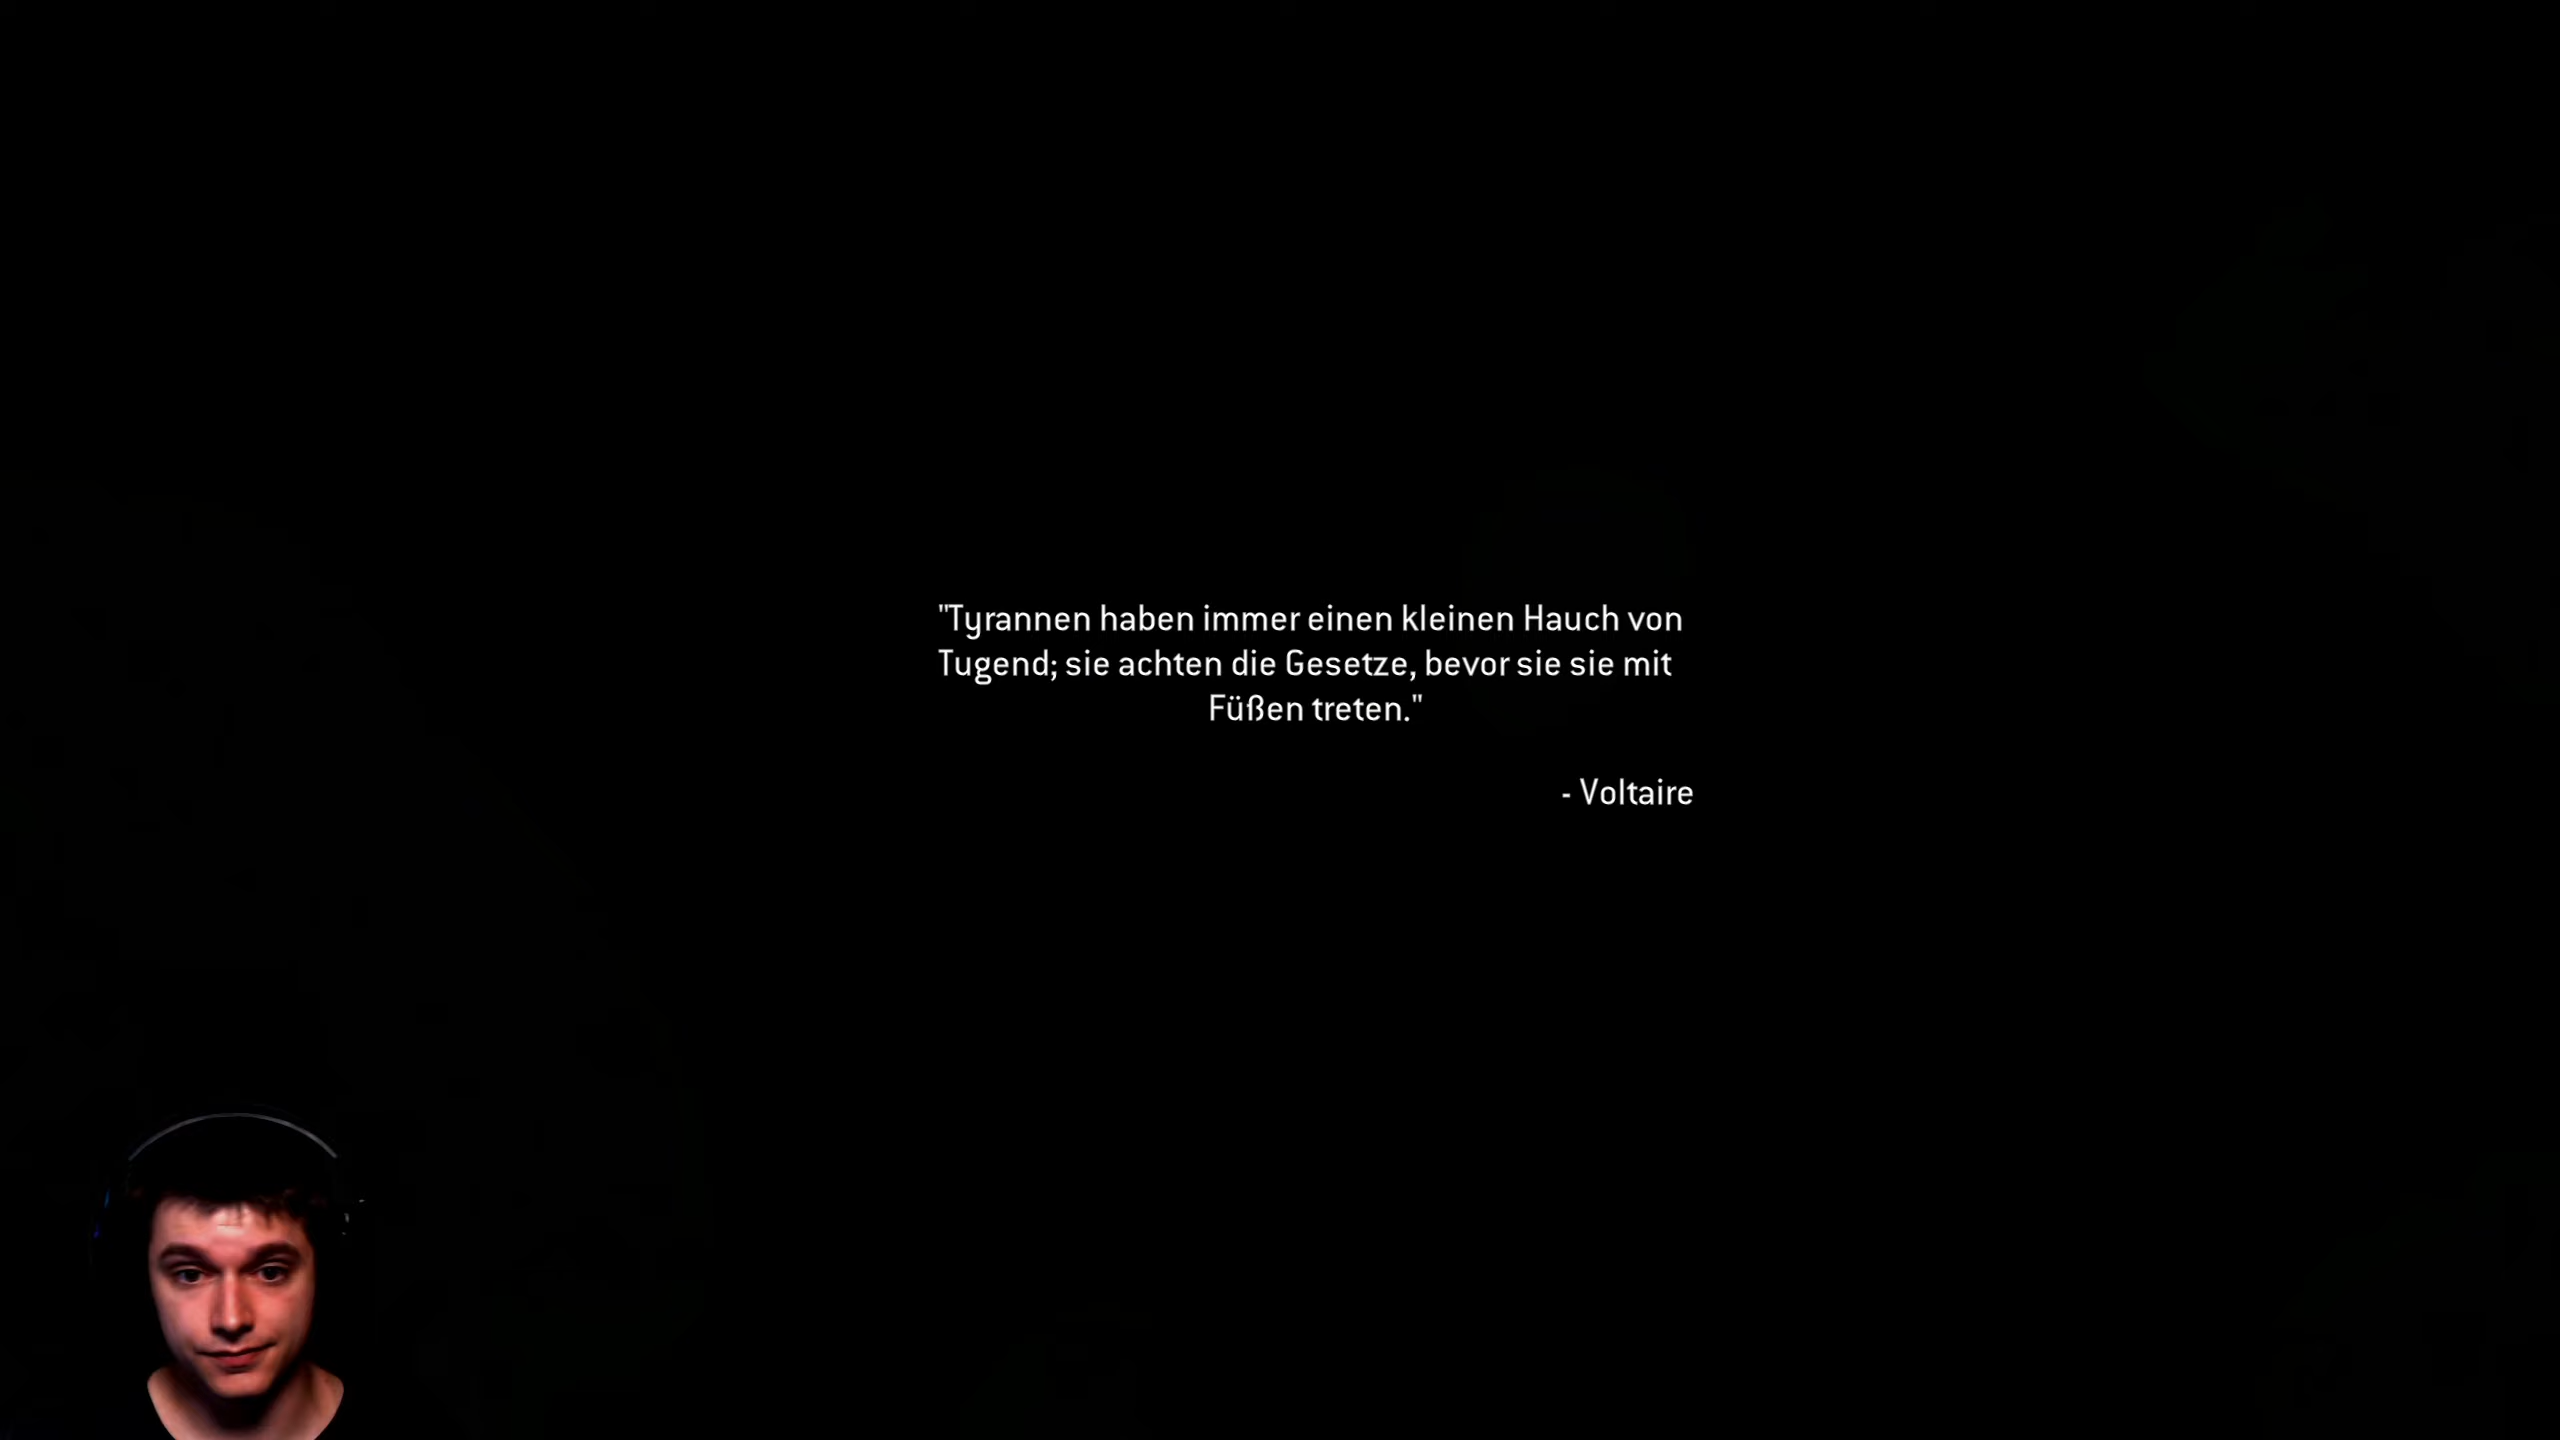 "Tyrannen haben immer einen kleinen Hauch von
Tugend; sie achten die Gesetze, bevor sie sie mit
Füßen treten."
- Voltaire